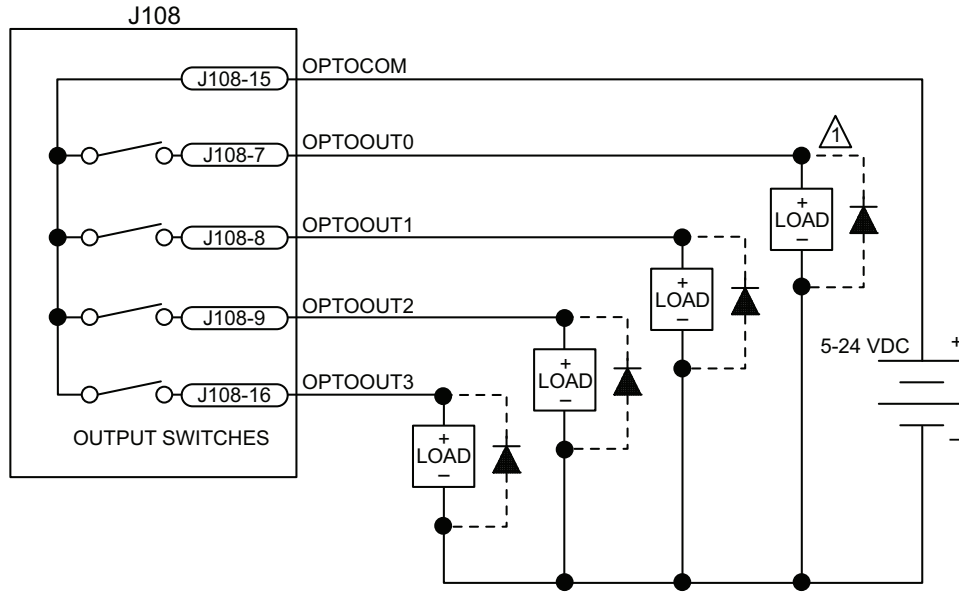 J108
J108-15 OPTOCOM
J108-7 OPTOOUT0
1
+
LOAD
–
J108-8 OPTOOUT1
+
LOAD
–
J108-9 OPTOOUT2
+
LOAD
–
5-24 VDC +
–
J108-16 OPTOOUT3
+
LOAD
–
OUTPUT SWITCHES